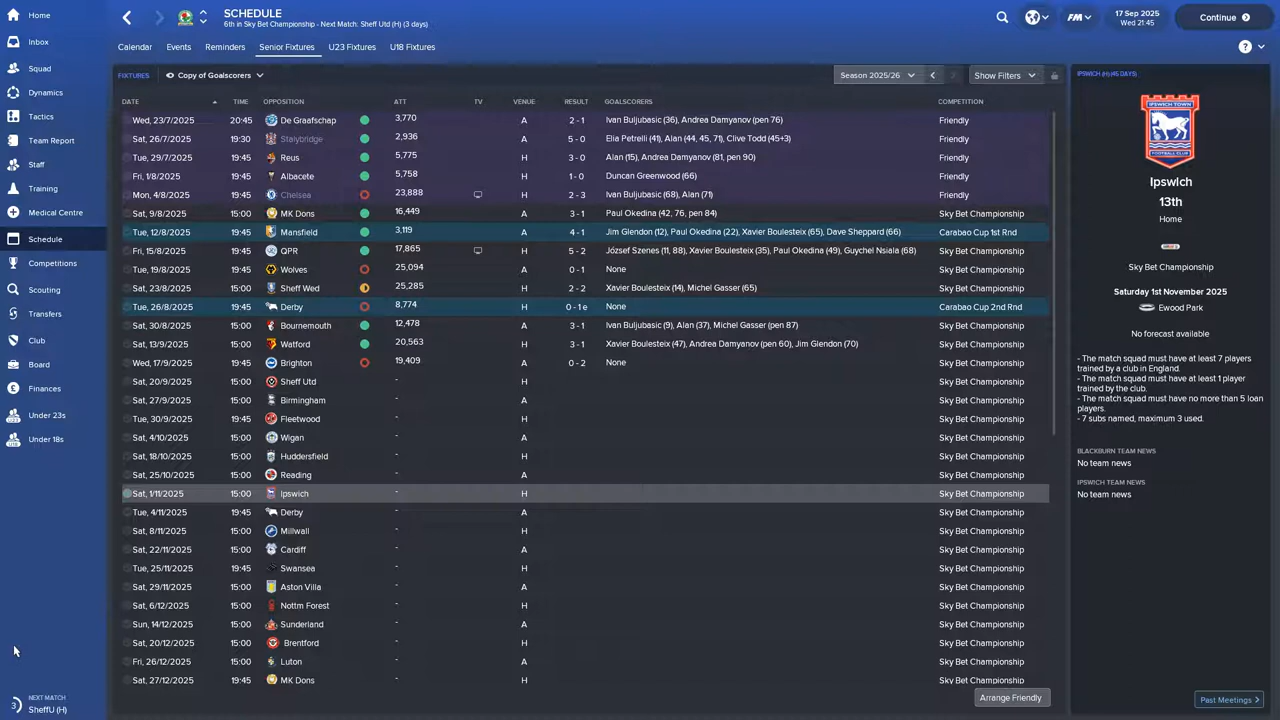 Home
Inbox
Squad
Dynamics
Tactics
Team Report
Staff
Training
Medical Centre
Schedule
Competitions
Scouting
Transfers
Club
Board
Finances
Under 23s
Under 18s
3 NEXT MATCH
SheffU (H)
SCHEDULE
6th in Sky Bet Championship - Next Match: Sheff Utd (H) (3 days)
FM
17 Sep 2025
Wed 21:45
Continue
Calendar Events Reminders Senior Fixtures U23 Fixtures U18 Fixtures ?
FIXTURES Copy of Goalscorers Season 2025/26 Show Filters
DATE TIME OPPOSITION ATT TV VENUE RESULT GOALSCORERS COMPETITION
Wed, 23/7/2025 20:45 De Graafschap 3,770 A 2 - 1 Ivan Buljubasic (36), Andrea Damyanov (pen 76) Friendly
Sat, 26/7/2025 19:30 Stalybridge 2,936 A 5 - 0 Elia Petrelli (41), Alan (44, 45, 71), Clive Todd (45+3) Friendly
Tue, 29/7/2025 19:45 Reus 5,775 H 3 - 0 Alan (15), Andrea Damyanov (81, pen 90) Friendly
Fri, 1/8/2025 19:45 Albacete 5,758 H 1 - 0 Duncan Greenwood (66) Friendly
Mon, 4/8/2025 19:45 Chelsea 23,888 H 2 - 3 Ivan Buljubasic (68), Alan (71) Friendly
Sat, 9/8/2025 15:00 MK Dons 16,449 A 3 - 1 Paul Okedina (42, 76, pen 84) Sky Bet Championship
Tue, 12/8/2025 19:45 Mansfield 3,119 A 4 - 1 Jim Glendon (12), Paul Okedina (22), Xavier Boulesteix (65), Dave Sheppard (66) Carabao Cup 1st Rnd
Fri, 15/8/2025 19:45 QPR 17,865 H 5 - 2 József Szenes (11, 88), Xavier Boulesteix (35), Paul Okedina (49), Guychel Nsiala (68) Sky Bet Championship
Tue, 19/8/2025 19:45 Wolves 25,094 A 0 - 1 None Sky Bet Championship
Sat, 23/8/2025 15:00 Sheff Wed 25,285 H 2 - 2 Xavier Boulesteix (14), Michel Gasser (65) Sky Bet Championship
Tue, 26/8/2025 19:45 Derby 8,774 H 0 - 1 e None Carabao Cup 2nd Rnd
Sat, 30/8/2025 15:00 Bournemouth 12,478 A 3 - 1 Ivan Buljubasic (9), Alan (37), Michel Gasser (pen 87) Sky Bet Championship
Sat, 13/9/2025 15:00 Watford 20,563 H 3 - 1 Xavier Boulesteix (47), Andrea Damyanov (pen 60), Jim Glendon (70) Sky Bet Championship
Wed, 17/9/2025 19:45 Brighton 19,409 A 0 - 2 None Sky Bet Championship
Sat, 20/9/2025 15:00 Sheff Utd - H Sky Bet Championship
Sat, 27/9/2025 15:00 Birmingham - A Sky Bet Championship
Tue, 30/9/2025 19:45 Fleetwood - H Sky Bet Championship
Sat, 4/10/2025 15:00 Wigan - A Sky Bet Championship
Sat, 18/10/2025 15:00 Huddersfield - H Sky Bet Championship
Sat, 25/10/2025 15:00 Reading - A Sky Bet Championship
Sat, 1/11/2025 15:00 Ipswich - H Sky Bet Championship
Tue, 4/11/2025 19:45 Derby - A Sky Bet Championship
Sat, 8/11/2025 15:00 Millwall - H Sky Bet Championship
Sat, 22/11/2025 15:00 Cardiff - A Sky Bet Championship
Tue, 25/11/2025 19:45 Swansea - H Sky Bet Championship
Sat, 29/11/2025 15:00 Aston Villa - A Sky Bet Championship
Sat, 6/12/2025 15:00 Nottm Forest - H Sky Bet Championship
Sun, 14/12/2025 15:00 Sunderland - A Sky Bet Championship
Sat, 20/12/2025 15:00 Brentford - H Sky Bet Championship
Fri, 26/12/2025 15:00 Luton - A Sky Bet Championship
Sat, 27/12/2025 19:45 MK Dons - H Sky Bet Championship
Arrange Friendly
IPSWICH (H) (45 DAYS)
IPSWICH TOWN
FOOTBALL CLUB
Ipswich
13th
Home
Sky Bet Championship
Saturday 1st November 2025
Ewood Park
No forecast available
- The match squad must have at least 7 players
trained by a club in England.
- The match squad must have at least 1 player
trained by the club.
- The match squad must have no more than 5 loan
players.
- 7 subs named, maximum 3 used.
BLACKBURN TEAM NEWS
No team news
IPSWICH TEAM NEWS
No team news
Past Meetings